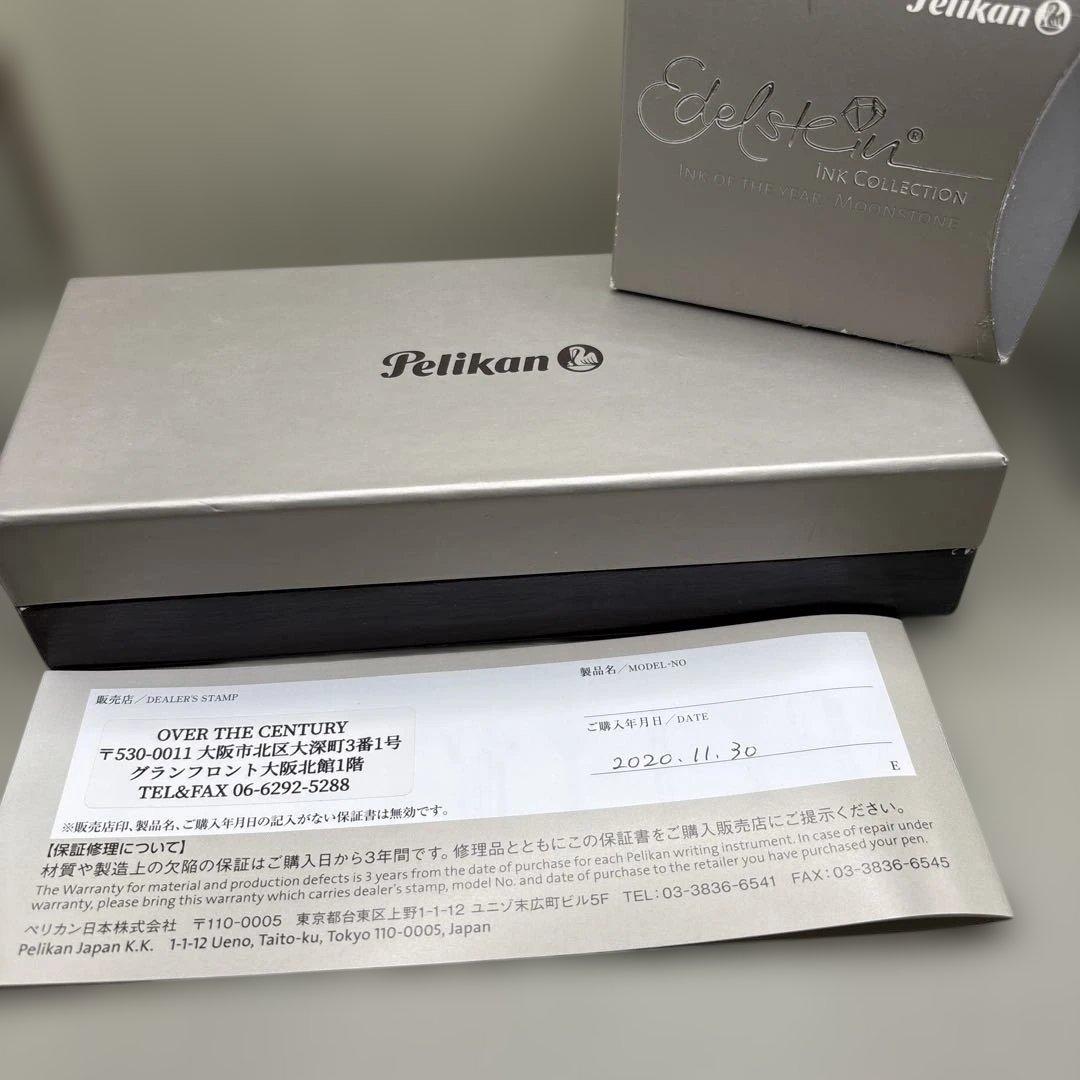 Pelikan
Edelstein®
INK COLLECTION
INK OF THE YEAR MOONSTONE
Pelikan
販売店/DEALER'S STAMP
OVER THE CENTURY
〒530-0011 大阪市北区大深町3番1号
グランフロント大阪北館1階
TEL&FAX 06-6292-5288
製品名/MODEL-NO
ご購入年月日/DATE
2020.11.30
E
※販売店印、製品名、ご購入年月日の記入がない保証書は無効です。
【保証修理について】
材質や製造上の欠陥の保証はご購入日から3年間です。修理品とともにこの保証書をご購入販売店にご提示ください。
The Warranty for material and production defects is 3 years from the date of purchase for each Pelikan writing instrument. In case of repair under
warranty, please bring this warranty which carries dealer's stamp, model No. and date of purchase to the retailer you have purchased your pen.
ペリカン日本株式会社 〒110-0005 東京都台東区上野1-1-12 ユニゾ末広町ビル5F TEL:03-3836-6541 FAX:03-3836-6545
Pelikan Japan K.K. 1-1-12 Ueno, Taito-ku, Tokyo 110-0005, Japan